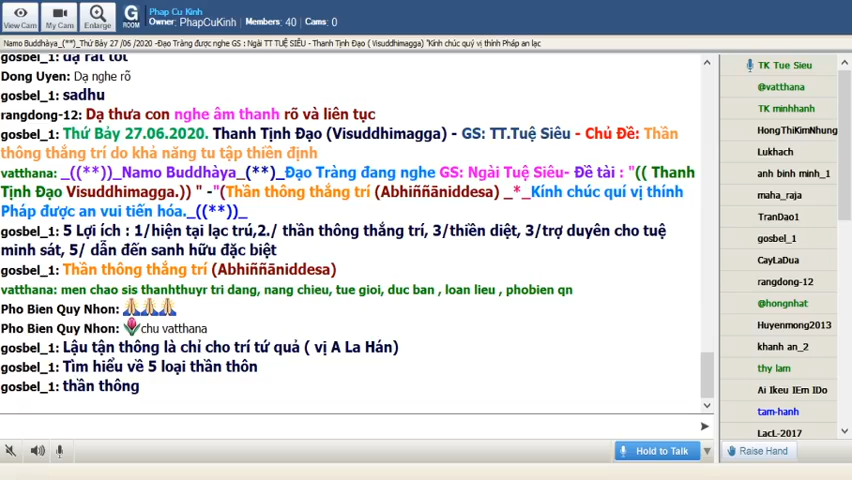 View Cam
My Cam
Enlarge
G
ROOM
Phap Cu Kinh
Owner: PhapCuKinh Members: 40 Cams: 0
Namo Buddhàya_(**)_Thứ Bảy 27 /06 /2020 -Đạo Tràng được nghe GS : Ngài TT TUỆ SIÊU - Thanh Tịnh Đạo ( Visuddhimagga) "Kính chúc quý vị thính Pháp an lạc
gosbel_1: dạ rất tốt
Dong Uyen: Dạ nghe rõ
gosbel_1: sadhu
rangdong-12: Dạ thưa con nghe âm thanh rõ và liên tục
gosbel_1: Thứ Bảy 27.06.2020. Thanh Tịnh Đạo (Visuddhimagga) - GS: TT.Tuệ Siêu - Chủ Đề: Thần
thông thắng trí do khả năng tu tập thiền định
vatthana: _((**))_Namo Buddhàya_(**)_Đạo Tràng đang nghe GS: Ngài Tuệ Siêu- Đề tài : "(( Thanh
Tịnh Đạo Visuddhimagga.)) " -"(Thần thông thắng trí (Abhiññāniddesa) _*_Kính chúc quí vị thính
Pháp được an vui tiến hóa._((**))_
gosbel_1: 5 Lợi ích : 1/hiện tại lạc trú,2./ thần thông thắng trí, 3/thiền diệt, 3/trợ duyên cho tuệ
minh sát, 5/ dẫn đến sanh hữu đặc biệt
gosbel_1: Thần thông thắng trí (Abhiññāniddesa)
vatthana: men chao sis thanhthuyr tri dang, nang chieu, tue gioi, duc ban , loan lieu , phobien qn
Pho Bien Quy Nhon:
Pho Bien Quy Nhon: chu vatthana
gosbel_1: Lậu tận thông là chỉ cho trí tứ quả ( vị A La Hán)
gosbel_1: Tìm hiểu về 5 loại thần thôn
gosbel_1: thần thông
TK Tue Sieu
@vatthana
TK minhhanh
HongThiKimNhung
Lukhach
anh binh minh_1
maha_raja
TranDao1
gosbel_1
CayLaDua
rangdong-12
@hongnhat
Huyenmong2013
khanh an_2
thy lam
Ai Ikeu IEm IDo
tam-hanh
LacL-2017
Hold to Talk
Raise Hand